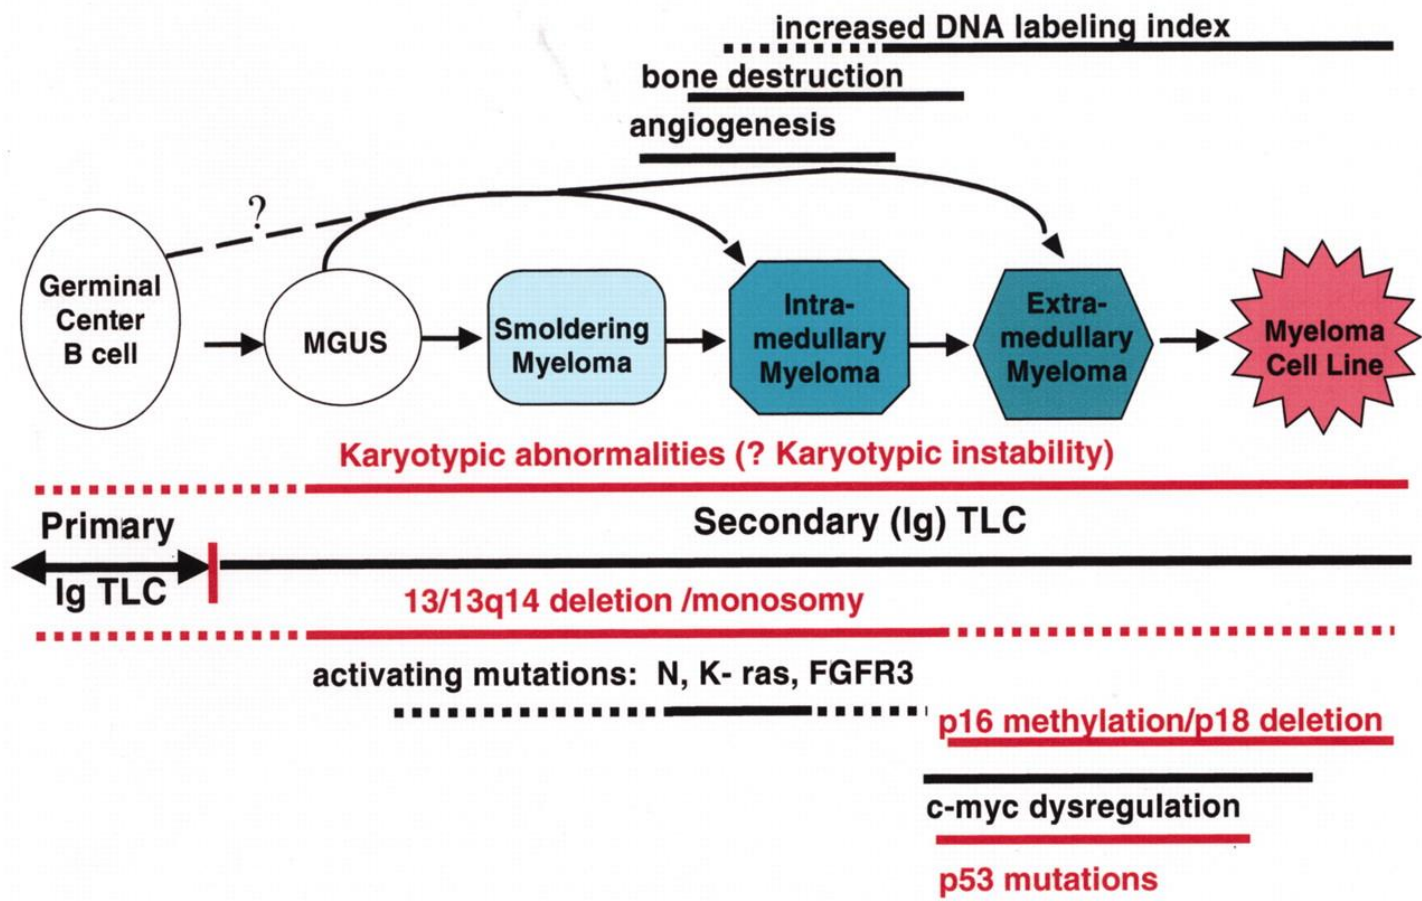 increased DNA labeling index
bone destruction
angiogenesis
?
Germinal
Center
B cell
MGUS
Smoldering
Myeloma
Intra-
medullary
Myeloma
Extra-
medullary
Myeloma
Myeloma
Cell Line
Karyotypic abnormalities (? Karyotypic instability)
Primary
Ig TLC
Secondary (Ig) TLC
13/13q14 deletion /monosomy
activating mutations: N, K- ras, FGFR3
p16 methylation/p18 deletion
c-myc dysregulation
p53 mutations